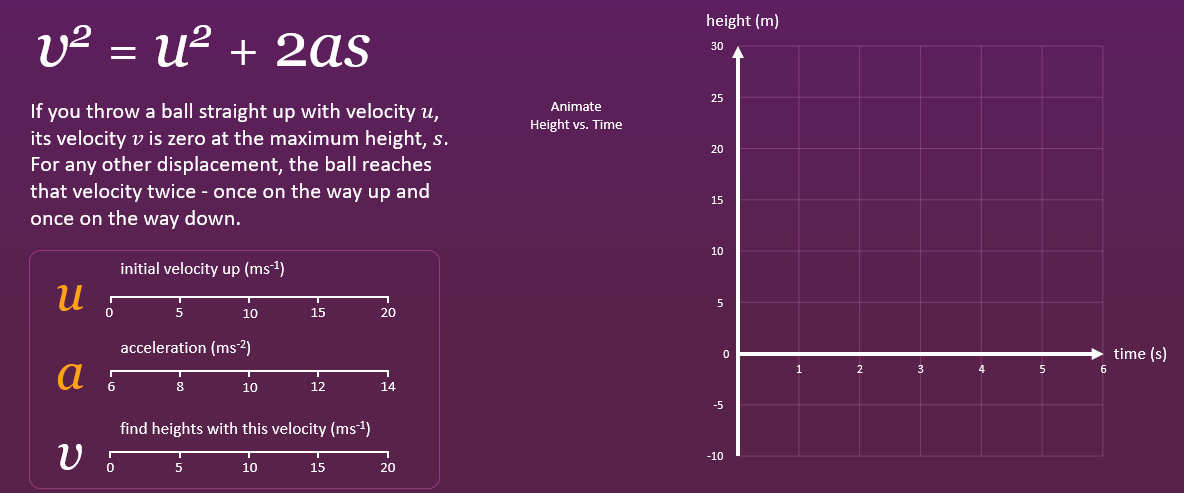 v² = u² + 2as
If you throw a ball straight up with velocity u,
its velocity v is zero at the maximum height, s.
For any other displacement, the ball reaches
that velocity twice - once on the way up and
once on the way down.
u
initial velocity up (ms⁻¹)
0 5 10 15 20
a
acceleration (ms⁻²)
6 8 10 12 14
v
find heights with this velocity (ms⁻¹)
0 5 10 15 20
Animate
Height vs. Time
height (m)
30
25
20
15
10
5
0
-5
-10
1 2 3 4 5 6
time (s)